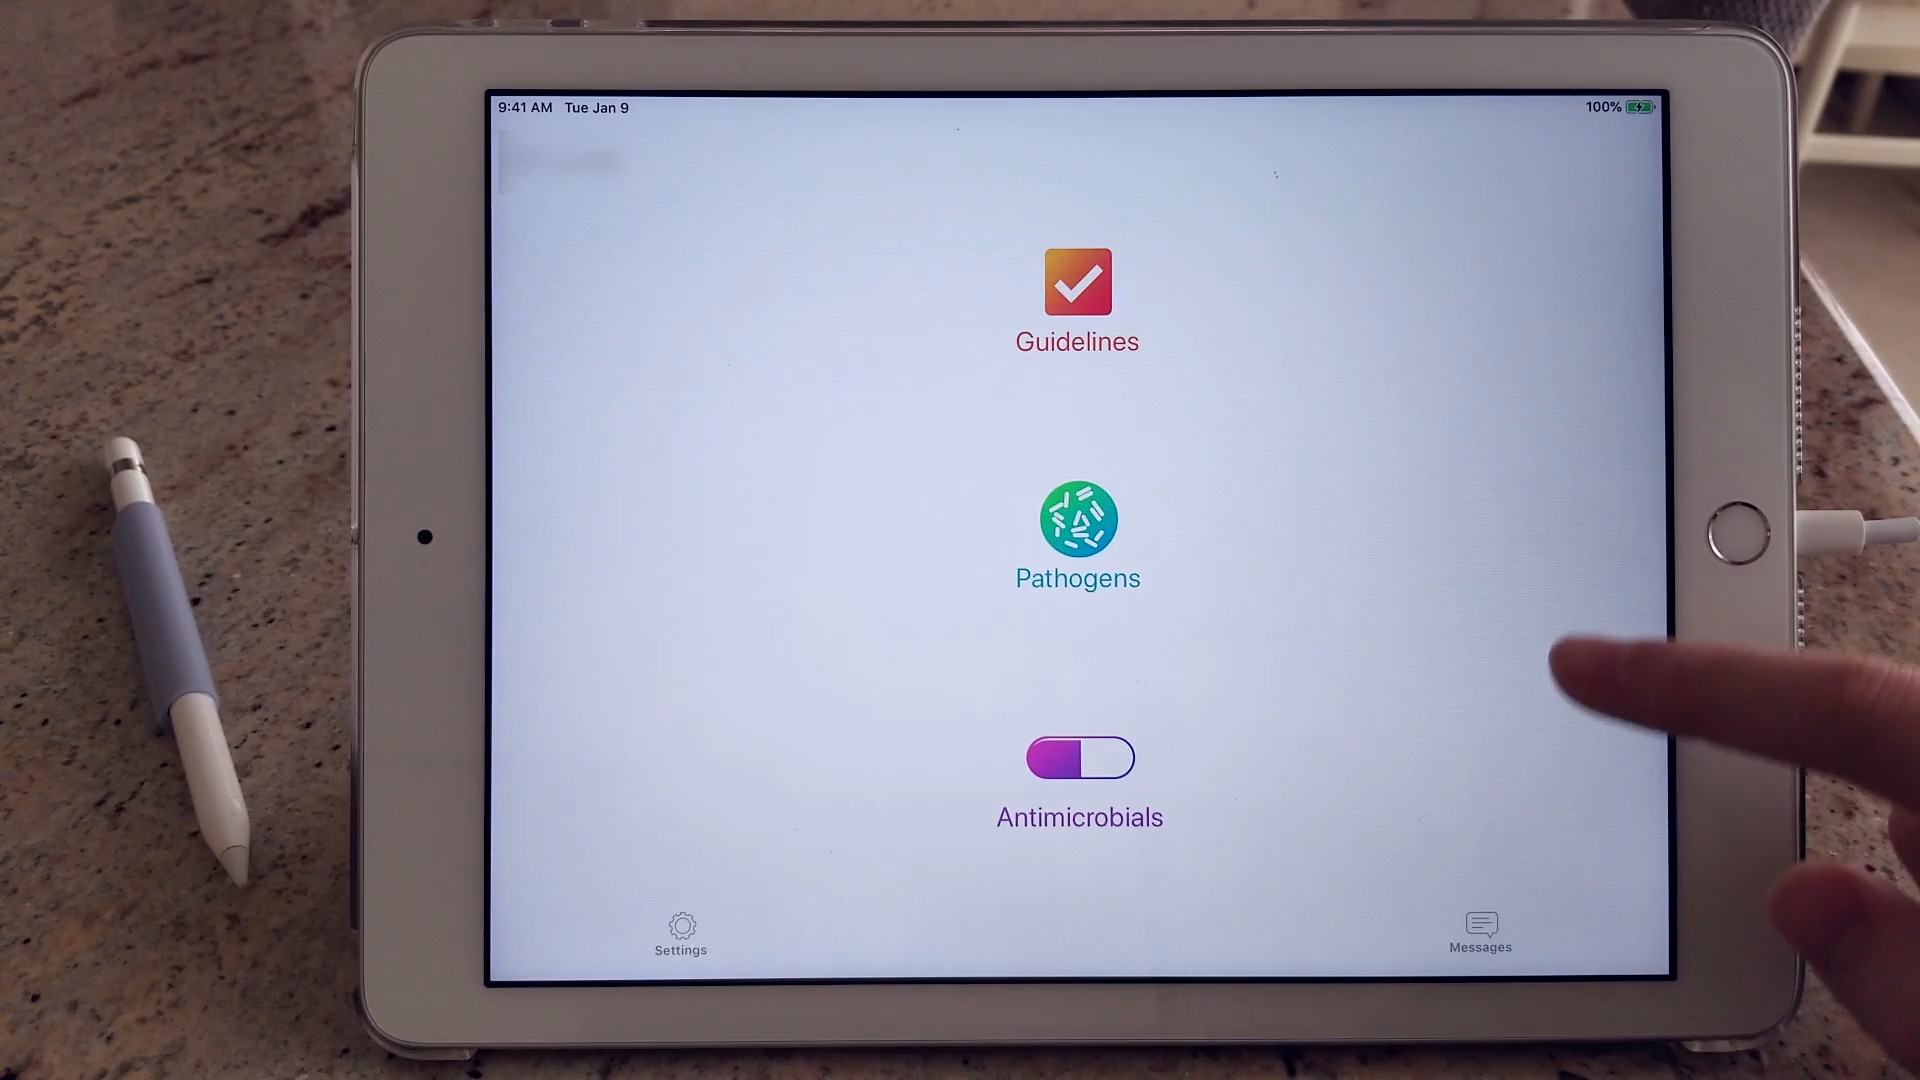 9:41 AM Tue Jan 9
100%
Guidelines
Pathogens
Antimicrobials
Settings
Messages